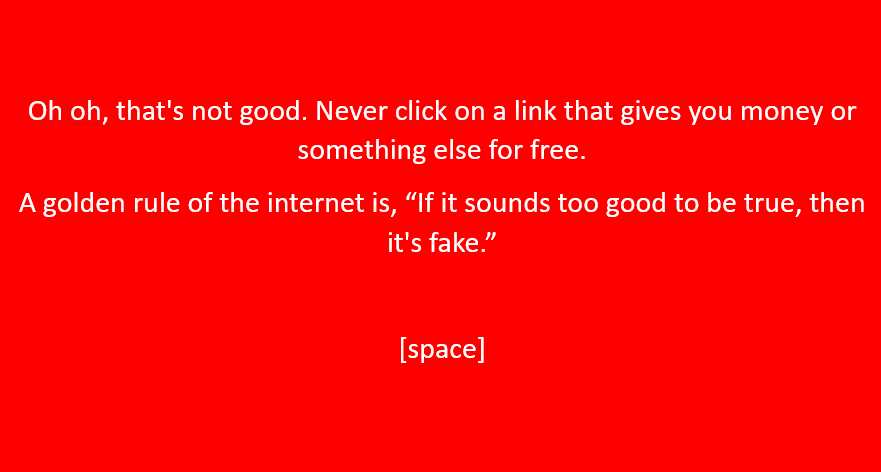 Oh oh, that's not good. Never click on a link that gives you money or
something else for free.
A golden rule of the internet is, “If it sounds too good to be true, then
it's fake.”
[space]